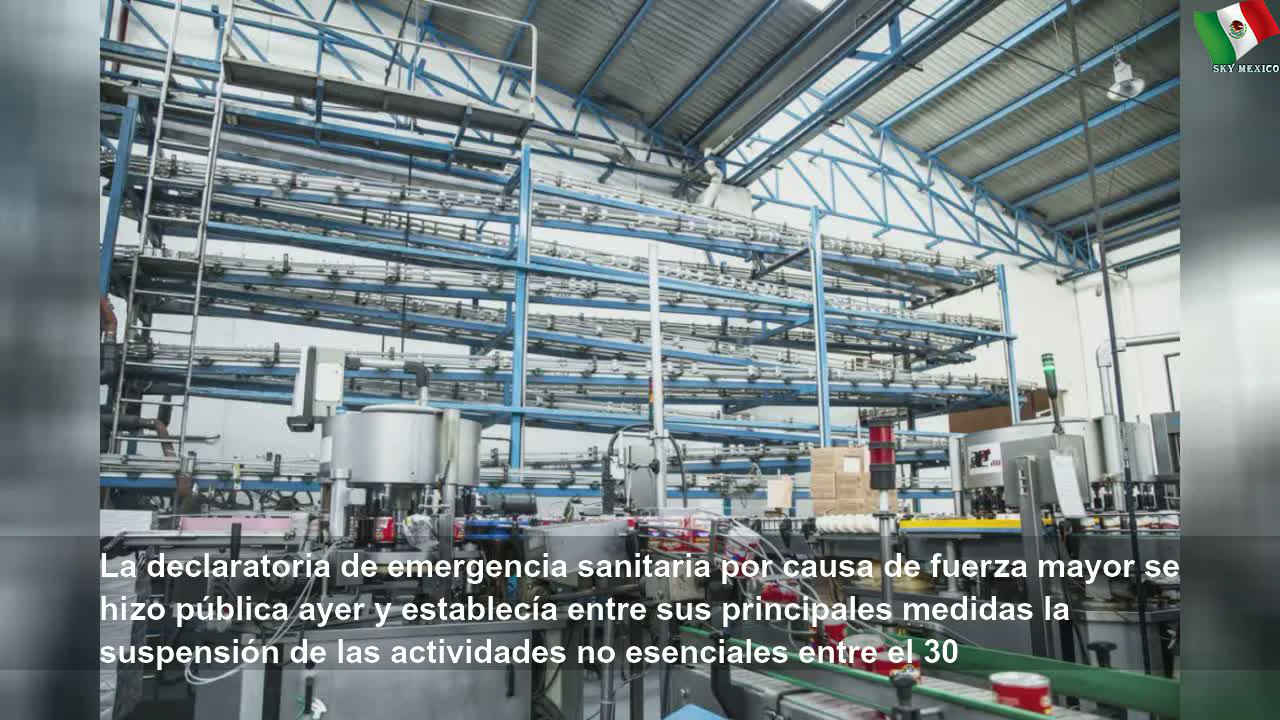 SKY MEXICO
La declaratoria de emergencia sanitaria por causa de fuerza mayor se
hizo pública ayer y establecía entre sus principales medidas la
suspensión de las actividades no esenciales entre el 30